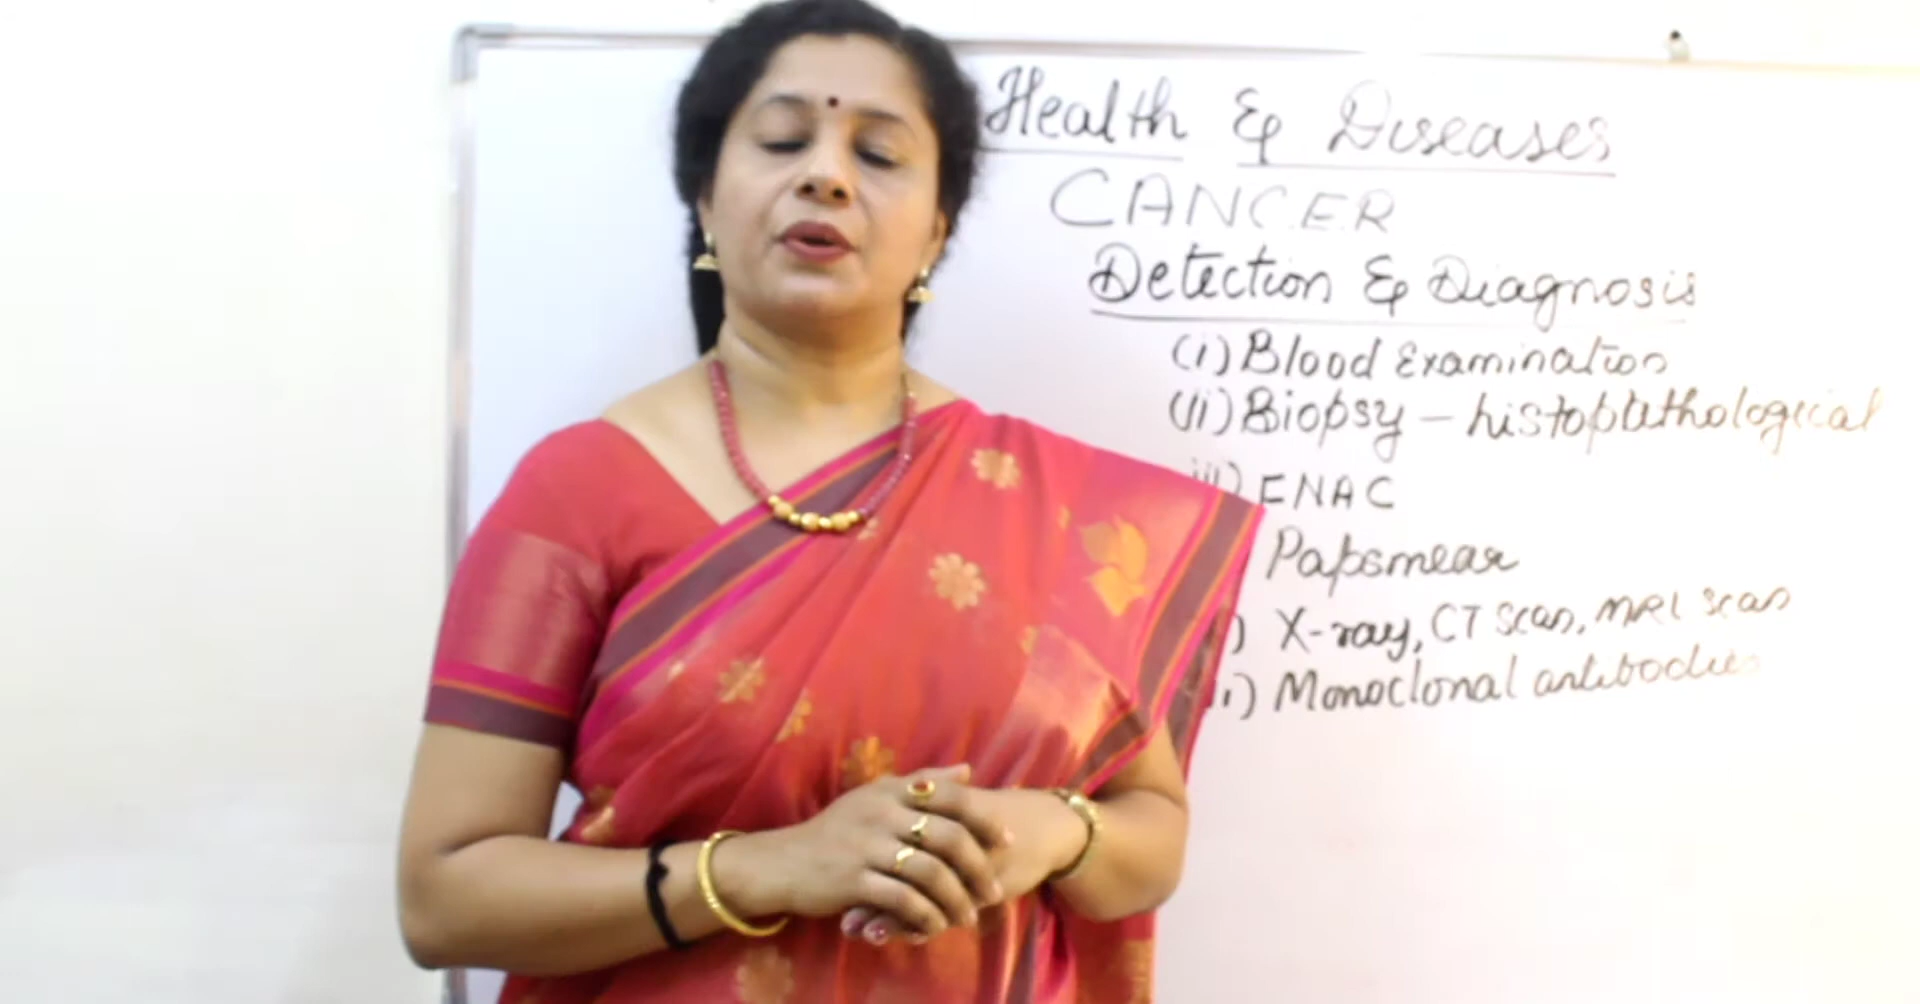 Health & Diseases
CANCER
Detection & Diagnosis
(i) Blood Examination
(ii) Biopsy - histopathological
iii) FNAC
Papsmear
) X-ray, CT Scan, MRI Scan
i) Monoclonal antibodies